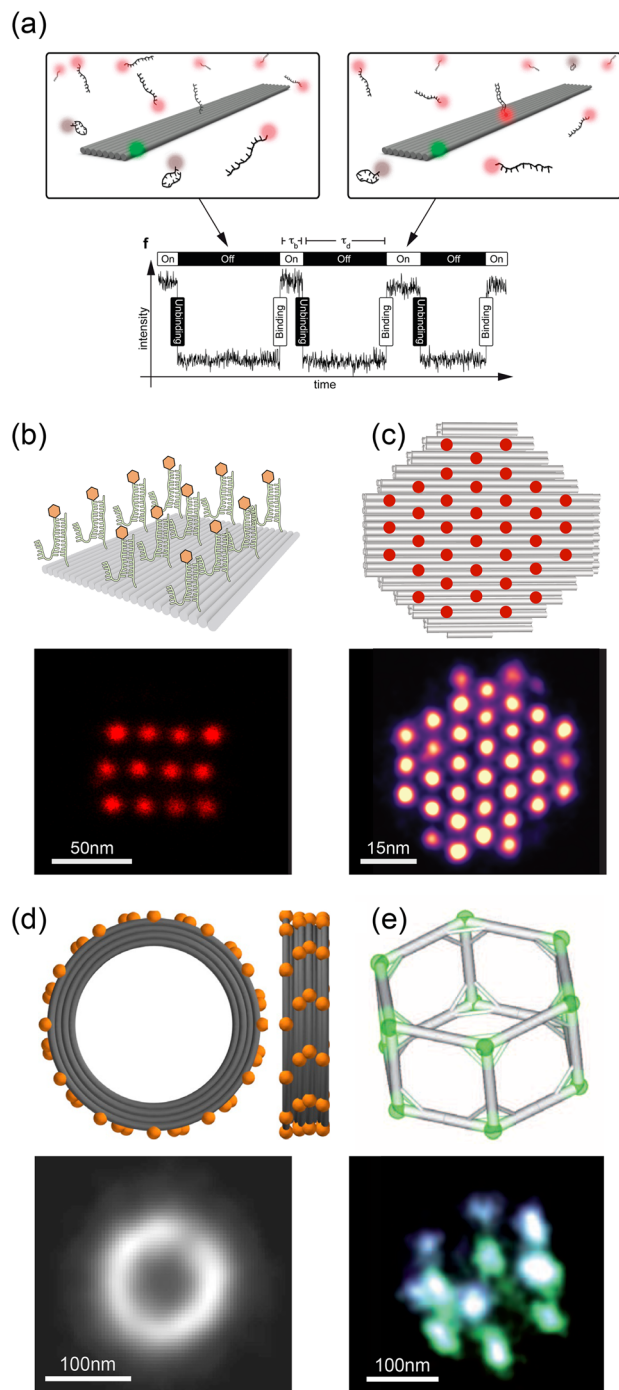 (a)
f
τb
τd
On
Off
On
Off
On
Off
On
intensity
Unbinding
Binding
Unbinding
Binding
Unbinding
Binding
time
(b)
(c)
50nm
15nm
(d)
(e)
100nm
100nm